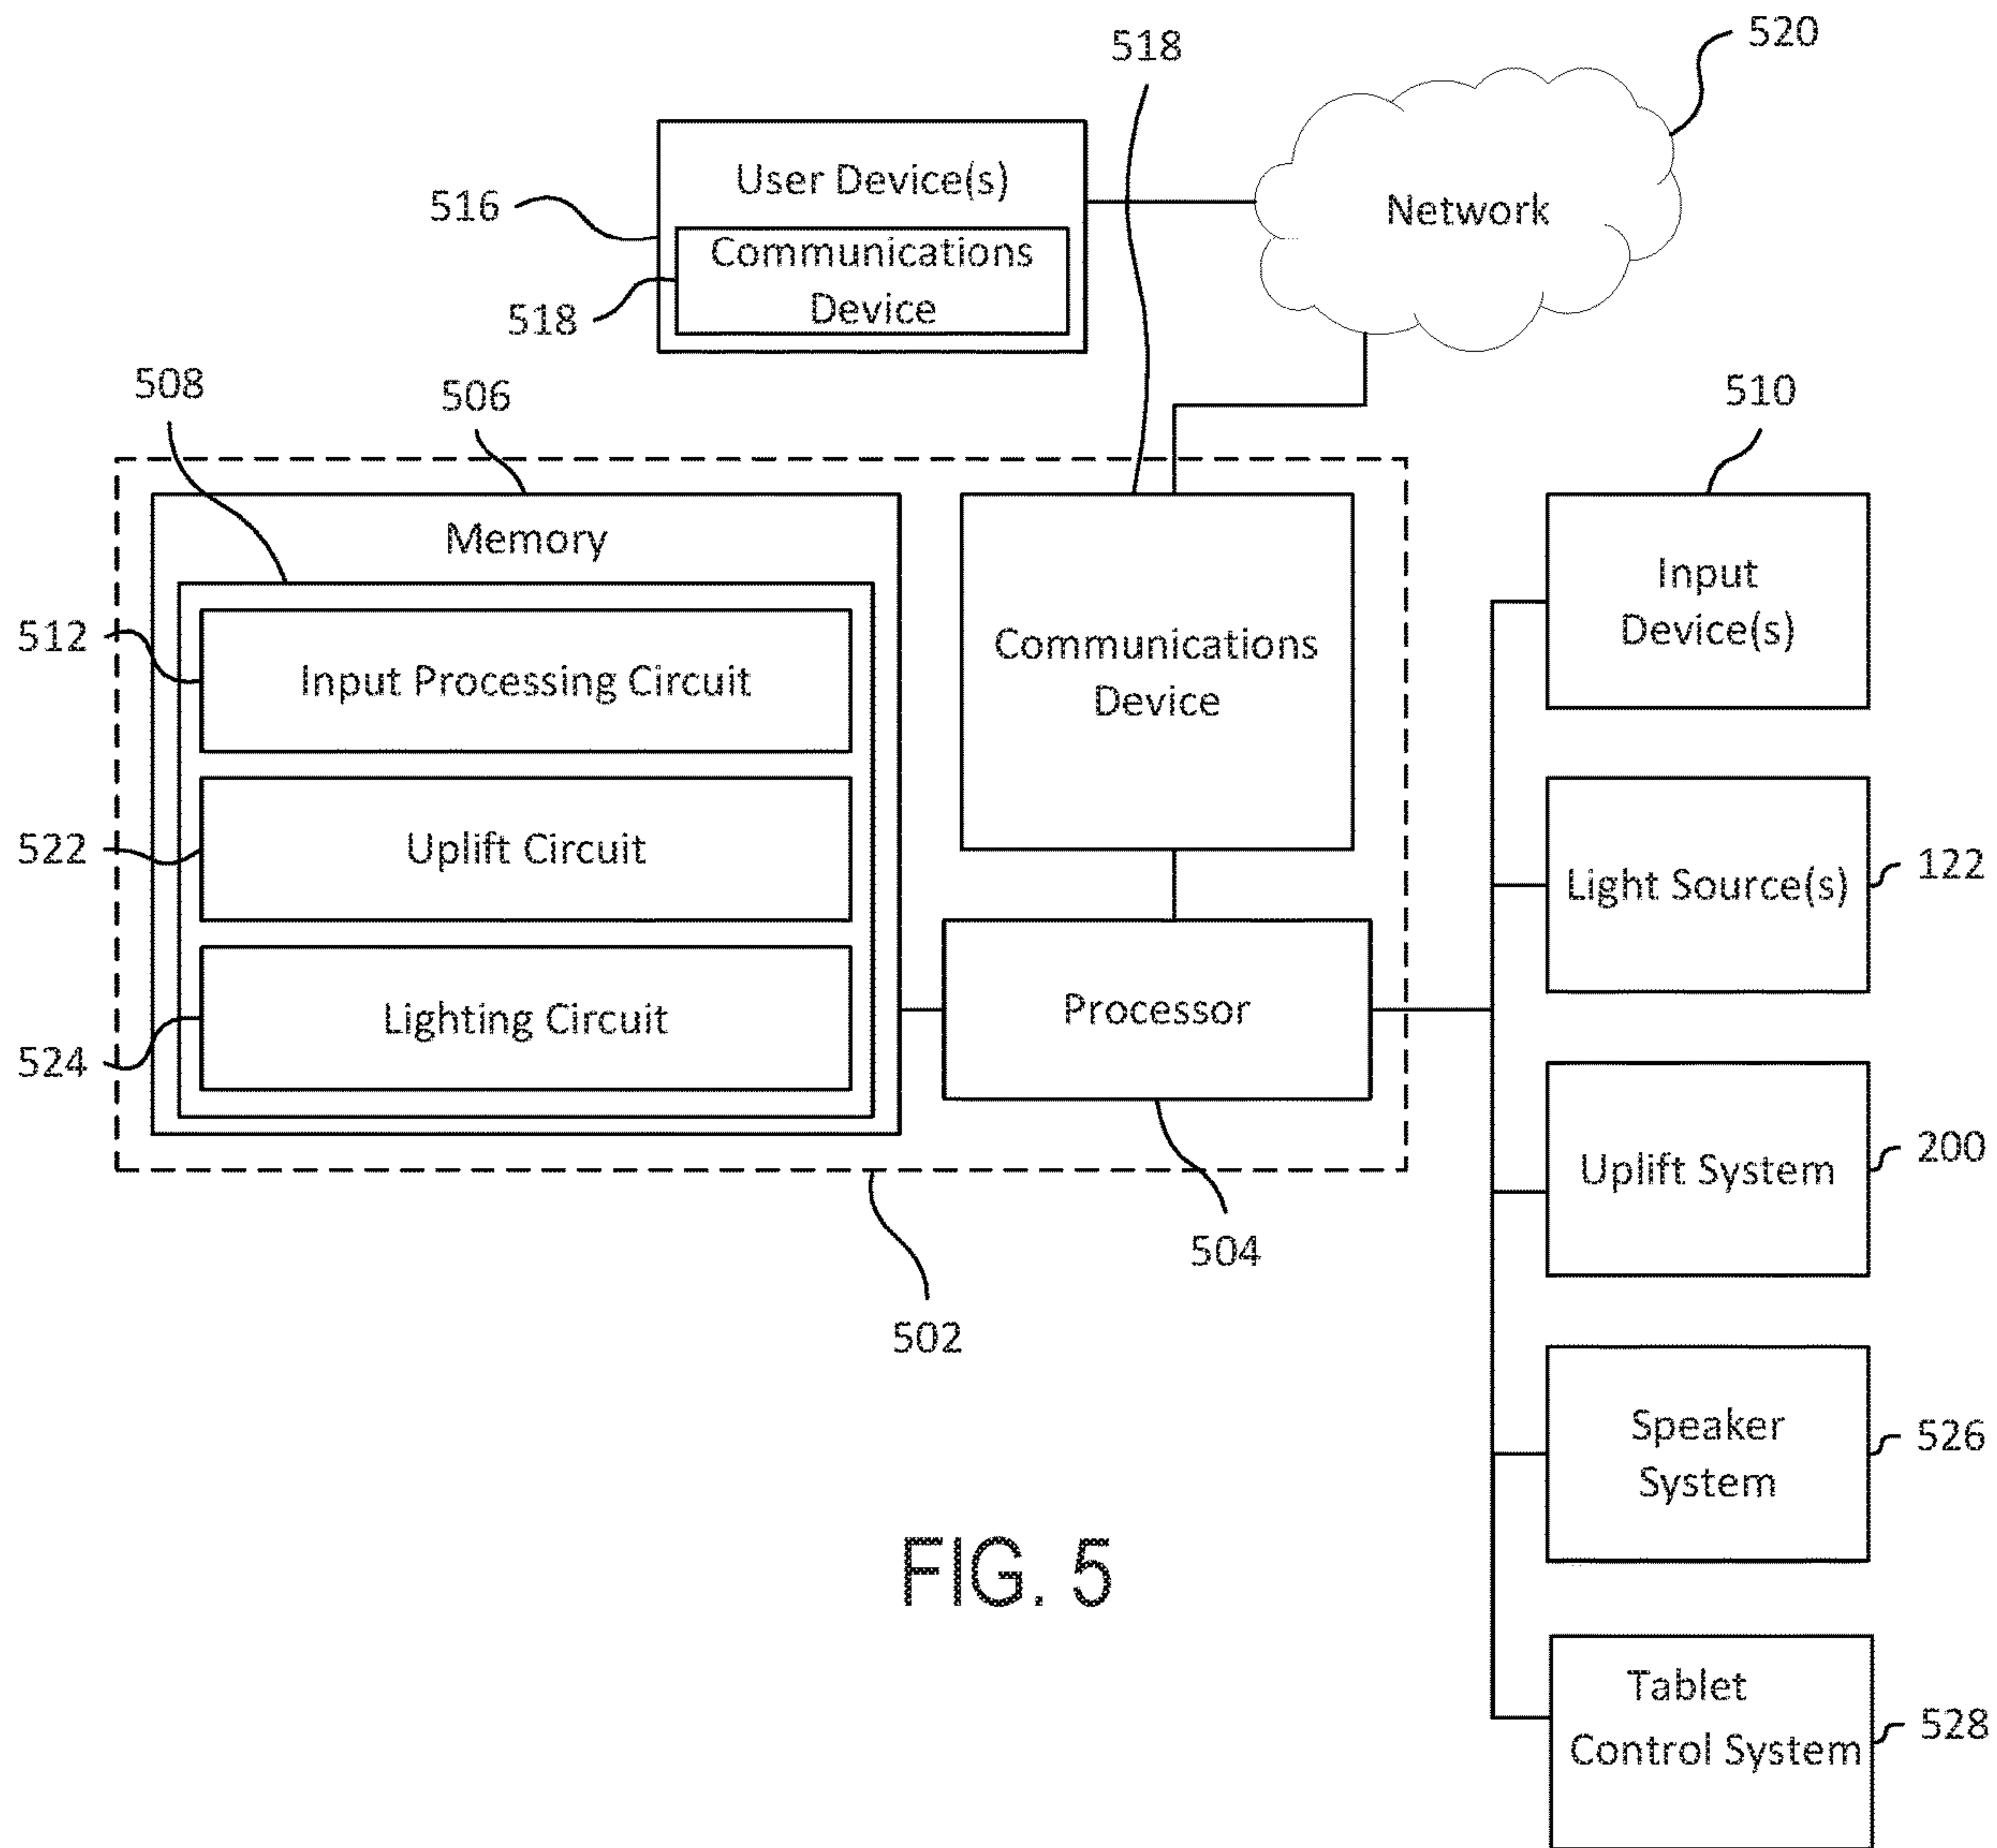 520
518
User Device(s)
516
Network
Communications
Device
518
508
506
510
Memory
Input
Device(s)
512
Input Processing Circuit
Communications
Device
522
Uplift Circuit
Light Source(s)
122
524
Lighting Circuit
Processor
Uplift System
200
504
502
Speaker
System
526
FIG. 5
Tablet
Control System
528